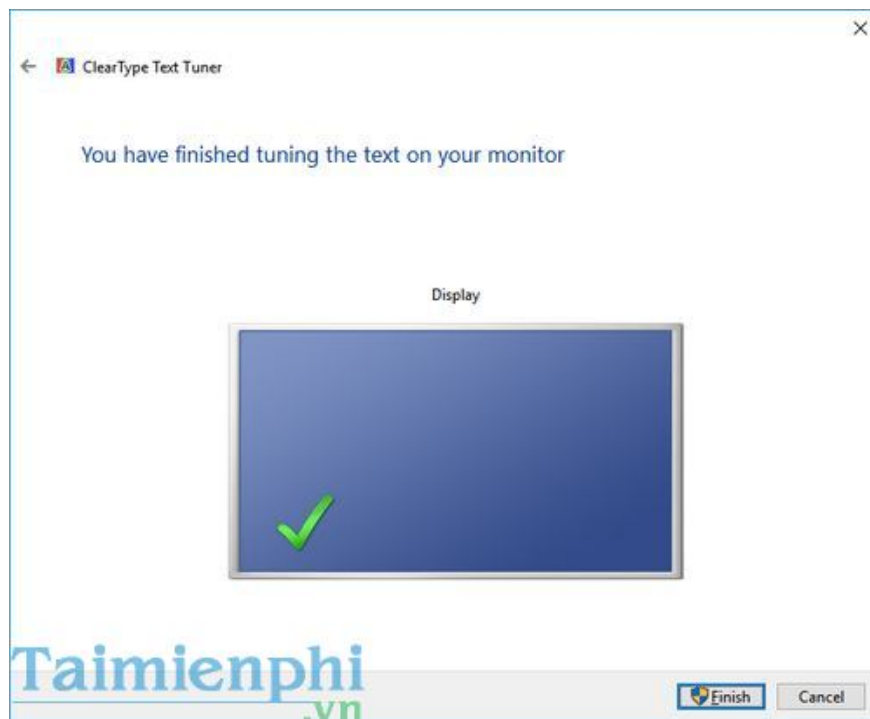 ClearType Text Tuner
You have finished tuning the text on your monitor
Display
Taimienphi
.vn
Finish Cancel